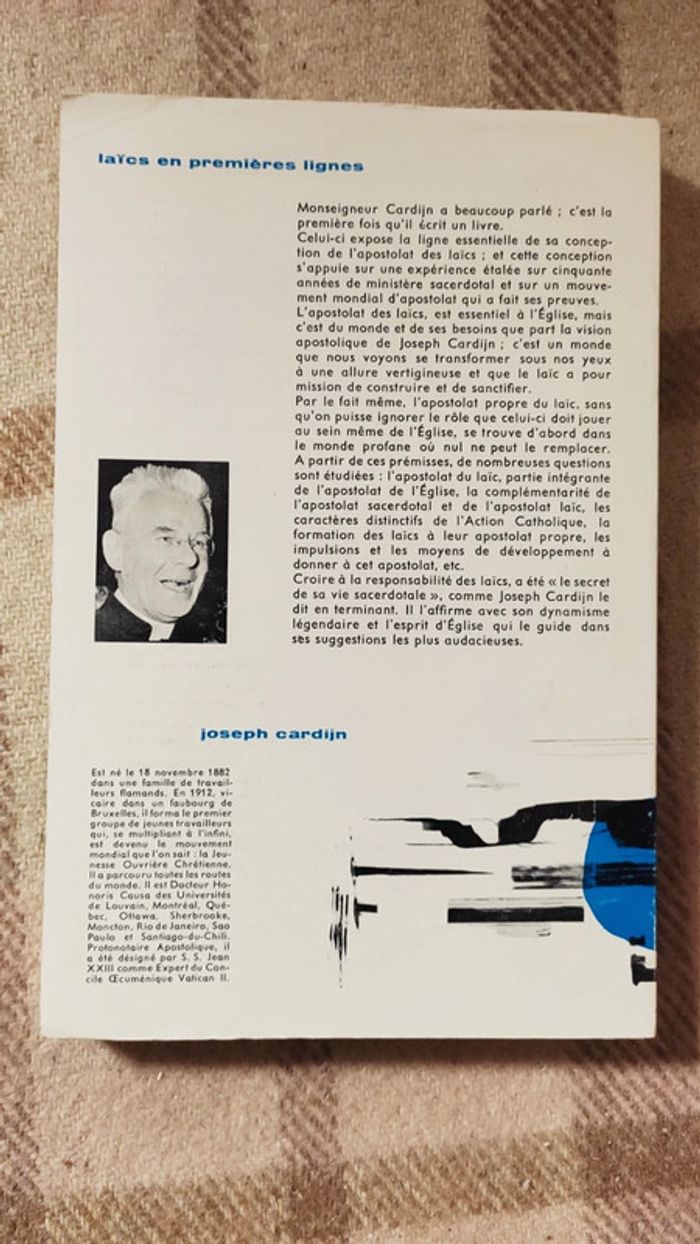 laïcs en premières lignes
Monseigneur Cardijn a beaucoup parlé ; c'est la
première fois qu'il écrit un livre.
Celui-ci expose la ligne essentielle de sa concep-
tion de l'apostolat des laïcs ; et cette conception
s'appuie sur une expérience étalée sur cinquante
années de ministère sacerdotal et sur un mouve-
ment mondial d'apostolat qui a fait ses preuves.
L'apostolat des laïcs, est essentiel à l'Église, mais
c'est du monde et de ses besoins que part la vision
apostolique de Joseph Cardijn ; c'est un monde
que nous voyons se transformer sous nos yeux
à une allure vertigineuse et que le laïc a pour
mission de construire et de sanctifier.
Par le fait même, l'apostolat propre du laïc, sans
qu'on puisse ignorer le rôle que celui-ci doit jouer
au sein même de l'Église, se trouve d'abord dans
le monde profane où nul ne peut le remplacer.
A partir de ces prémisses, de nombreuses questions
sont étudiées : l'apostolat du laïc, partie intégrante
de l'apostolat de l'Église, la complémentarité de
l'apostolat sacerdotal et de l'apostolat laïc, les
caractères distinctifs de l'Action Catholique, la
formation des laïcs à leur apostolat propre, les
impulsions et les moyens de développement à
donner à cet apostolat, etc.
Croire à la responsabilité des laïcs, a été « le secret
de sa vie sacerdotale », comme Joseph Cardijn le
dit en terminant. Il l'affirme avec son dynamisme
légendaire et l'esprit d'Église qui le guide dans
ses suggestions les plus audacieuses.
joseph cardijn
Est né le 18 novembre 1882
dans une famille de travail-
leurs flamands. En 1912, vi-
caire dans un faubourg de
Bruxelles, il forma le premier
groupe de jeunes travailleurs
qui, se multipliant à l'infini,
est devenu le mouvement
mondial que l'on sait : la Jeu-
nesse Ouvrière Chrétienne.
Il a parcouru toutes les routes
du monde. Il est Docteur Ho-
noris Causa des Universités
de Louvain, Montréal, Qué-
bec, Ottawa, Sherbrooke,
Moncton, Rio de Janeiro, Sao
Paulo et Santiago-du-Chili.
Protonotaire Apostolique, il
a été désigné par S. S. Jean
XXIII comme Expert du Con-
cile Œcuménique Vatican II.